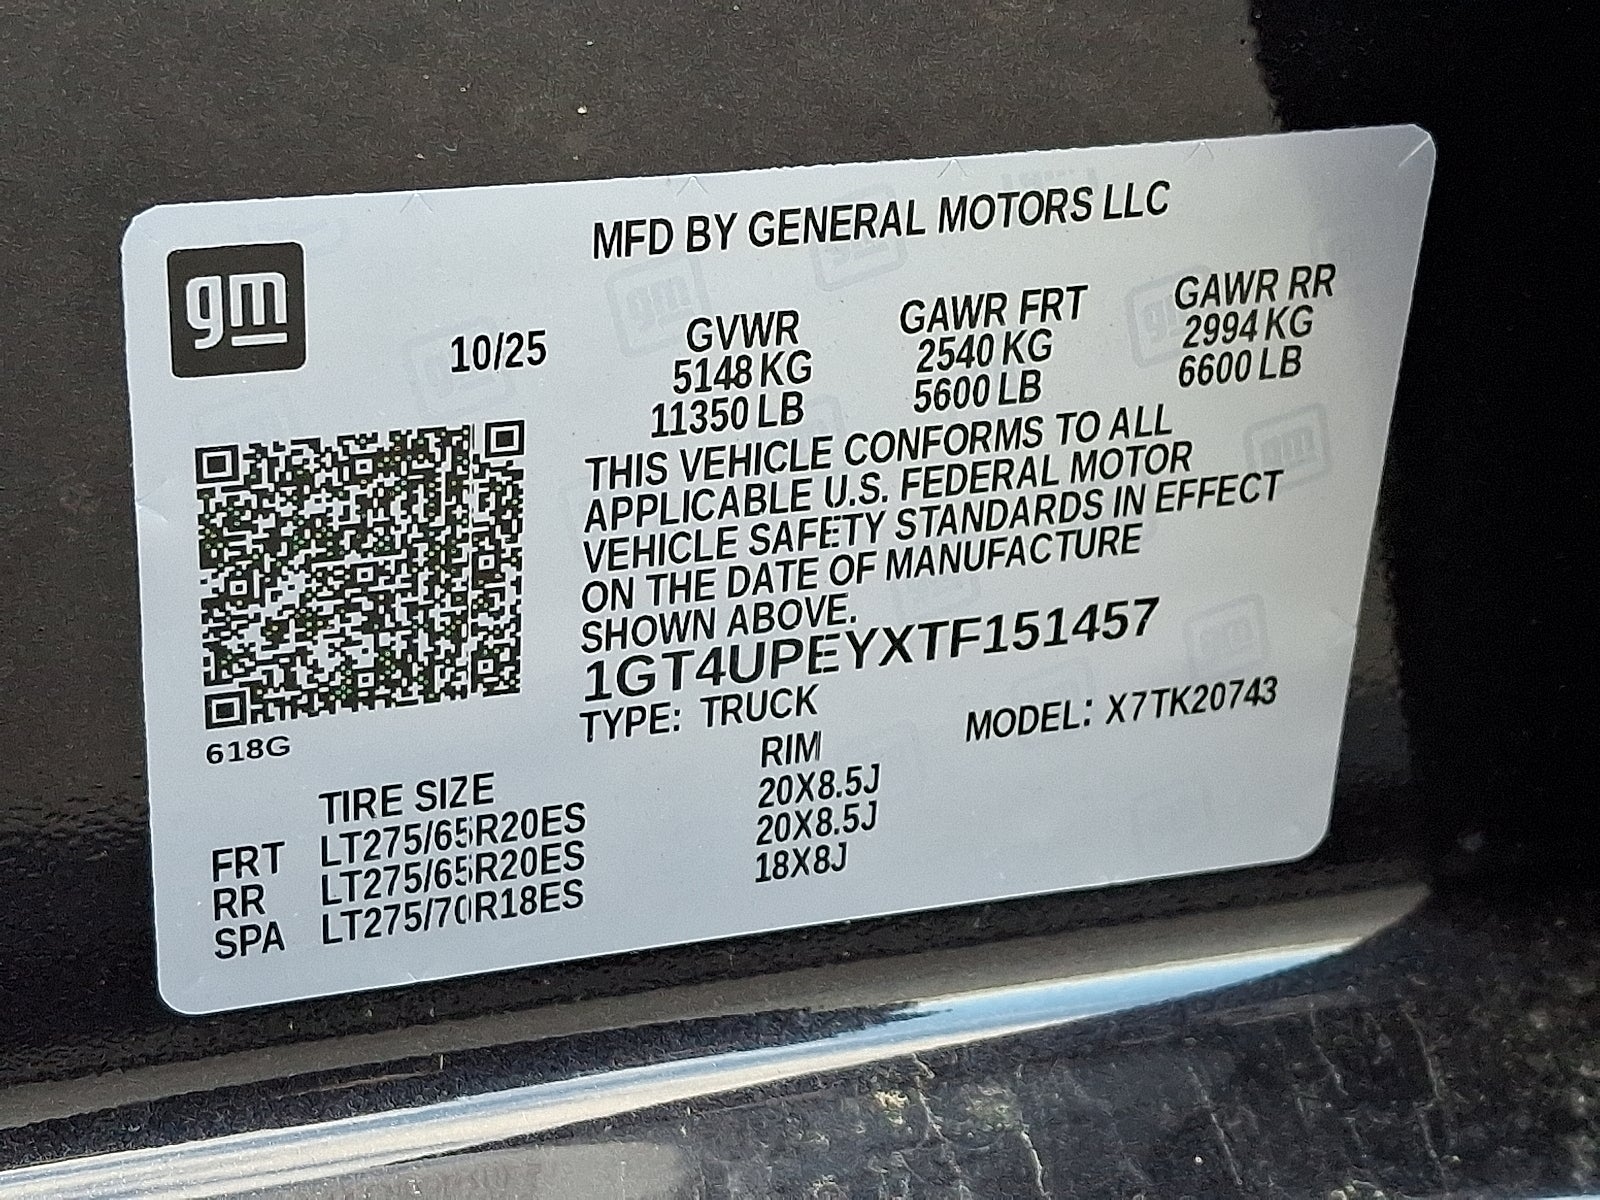 MFD BY GENERAL MOTORS LLC
gm
10/25
GVWR
5148 KG
11350 LB
GAWR FRT
2540 KG
5600 LB
GAWR RR
2994 KG
6600 LB
THIS VEHICLE CONFORMS TO ALL
APPLICABLE U.S. FEDERAL MOTOR
VEHICLE SAFETY STANDARDS IN EFFECT
ON THE DATE OF MANUFACTURE
SHOWN ABOVE.
1GT4UPEYXTF151457
TYPE: TRUCK
MODEL: X7TK20743
618G
TIRE SIZE RIM
FRT LT275/65R20ES 20X8.5J
RR LT275/65R20ES 20X8.5J
SPA LT275/70R18ES 18X8J